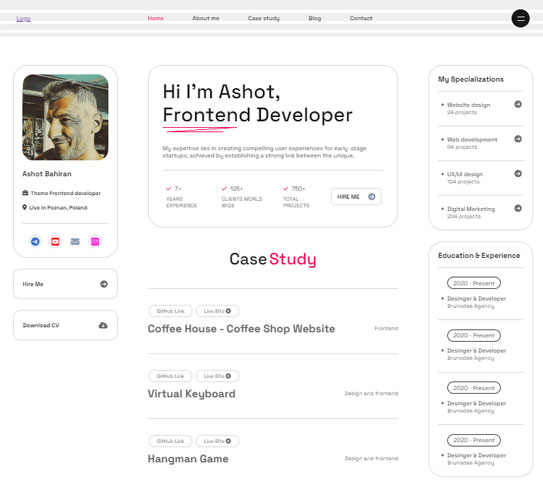 Logo
Home
About me
Case study
Blog
Contact
Ashot Bahiran
Theme Frontend developer
Live in Poznan, Poland
Hire Me
Download CV
Hi I'm Ashot,
Frontend Developer
My expertise lies in creating compelling user experiences for early-stage
startups, achieved by establishing a strong link between the unique.
7+
YEARS
EXPERIENCE
125+
CLIENTS WORLD
WIDE
750+
TOTAL
PROJECTS
HIRE ME
Case Study
GitHub Link
Live Site
Coffee House - Coffee Shop Website
Frontend
GitHub Link
Live Site
Virtual Keyboard
Design and frontend
GitHub Link
Live Site
Hangman Game
Design and frontend
My Specializations
Website design
24 projects
Web development
64 projects
UX/UI design
104 projects
Digital Marketing
204 projects
Education & Experience
2020 - Present
Desinger & Developer
Brunodee Agency
2020 - Present
Desinger & Developer
Brunodee Agency
2020 - Present
Desinger & Developer
Brunodee Agency
2020 - Present
Desinger & Developer
Brunodee Agency